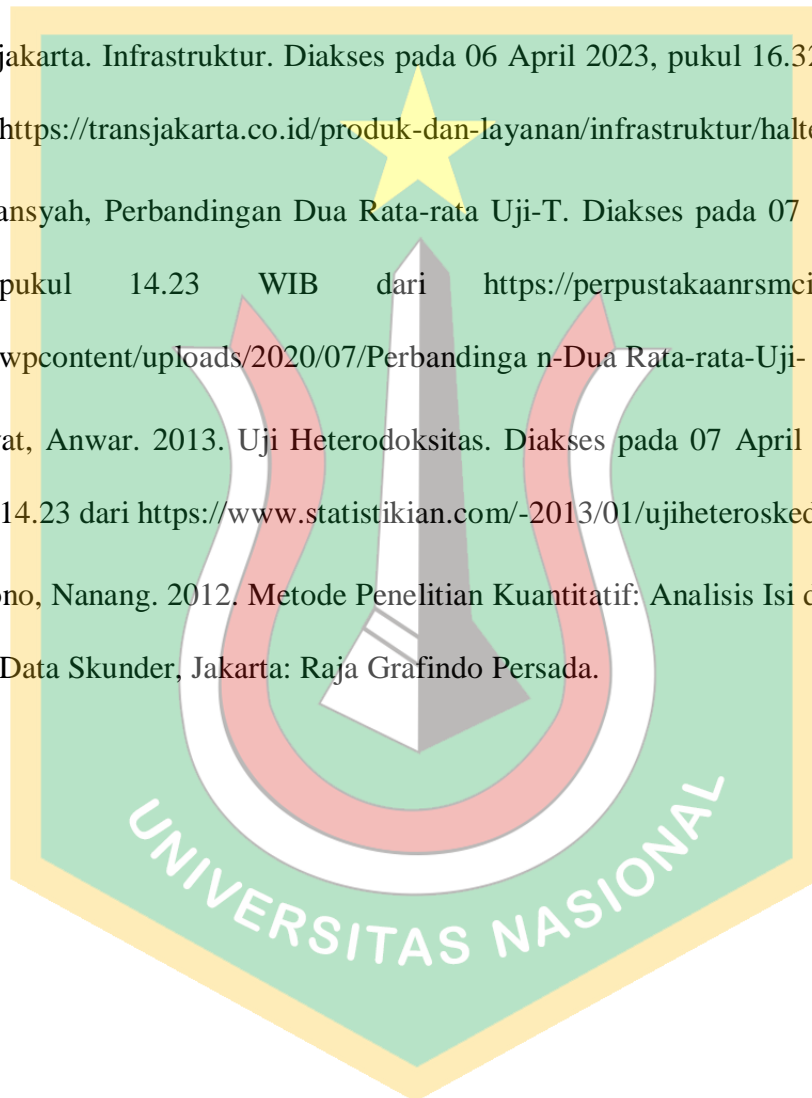 jakarta. Infrastruktur. Diakses pada 06 April 2023, pukul 16.32
https://transjakarta.co.id/produk-dan-layanan/infrastruktur/halte
ansyah, Perbandingan Dua Rata-rata Uji-T. Diakses pada 07
pukul 14.23 WIB dari https://perpustakaanrsmci
wpcontent/uploads/2020/07/Perbandinga n-Dua Rata-rata-Uji-
at, Anwar. 2013. Uji Heterodoksitas. Diakses pada 07 April
14.23 dari https://www.statistikian.com/-2013/01/ujiheterosked
ono, Nanang. 2012. Metode Penelitian Kuantitatif: Analisis Isi d
Data Skunder, Jakarta: Raja Grafindo Persada.
UNIVERSITAS NASIONAL